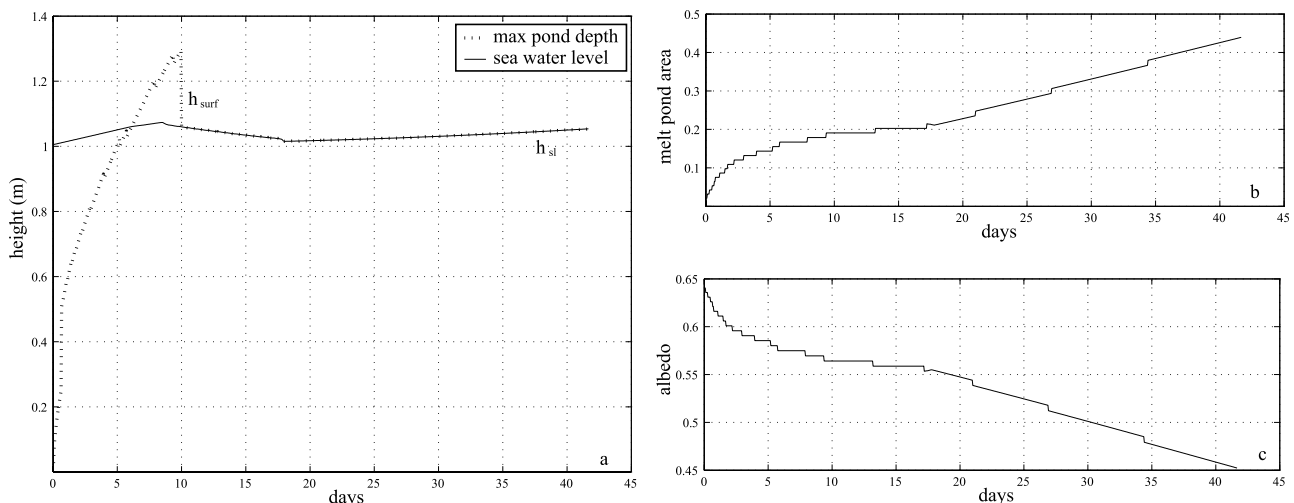 1.4
1.2
1
0.8
0.6
0.4
0.2
height (m)
max pond depth
sea water level
h surf
h sl
a
0 5 10 15 20 25 30 35 40 45
days
0.5
0.4
0.3
0.2
0.1
melt pond area
b
0 5 10 15 20 25 30 35 40 45
days
0.65
0.6
0.55
0.5
0.45
albedo
c
0 5 10 15 20 25 30 35 40 45
days